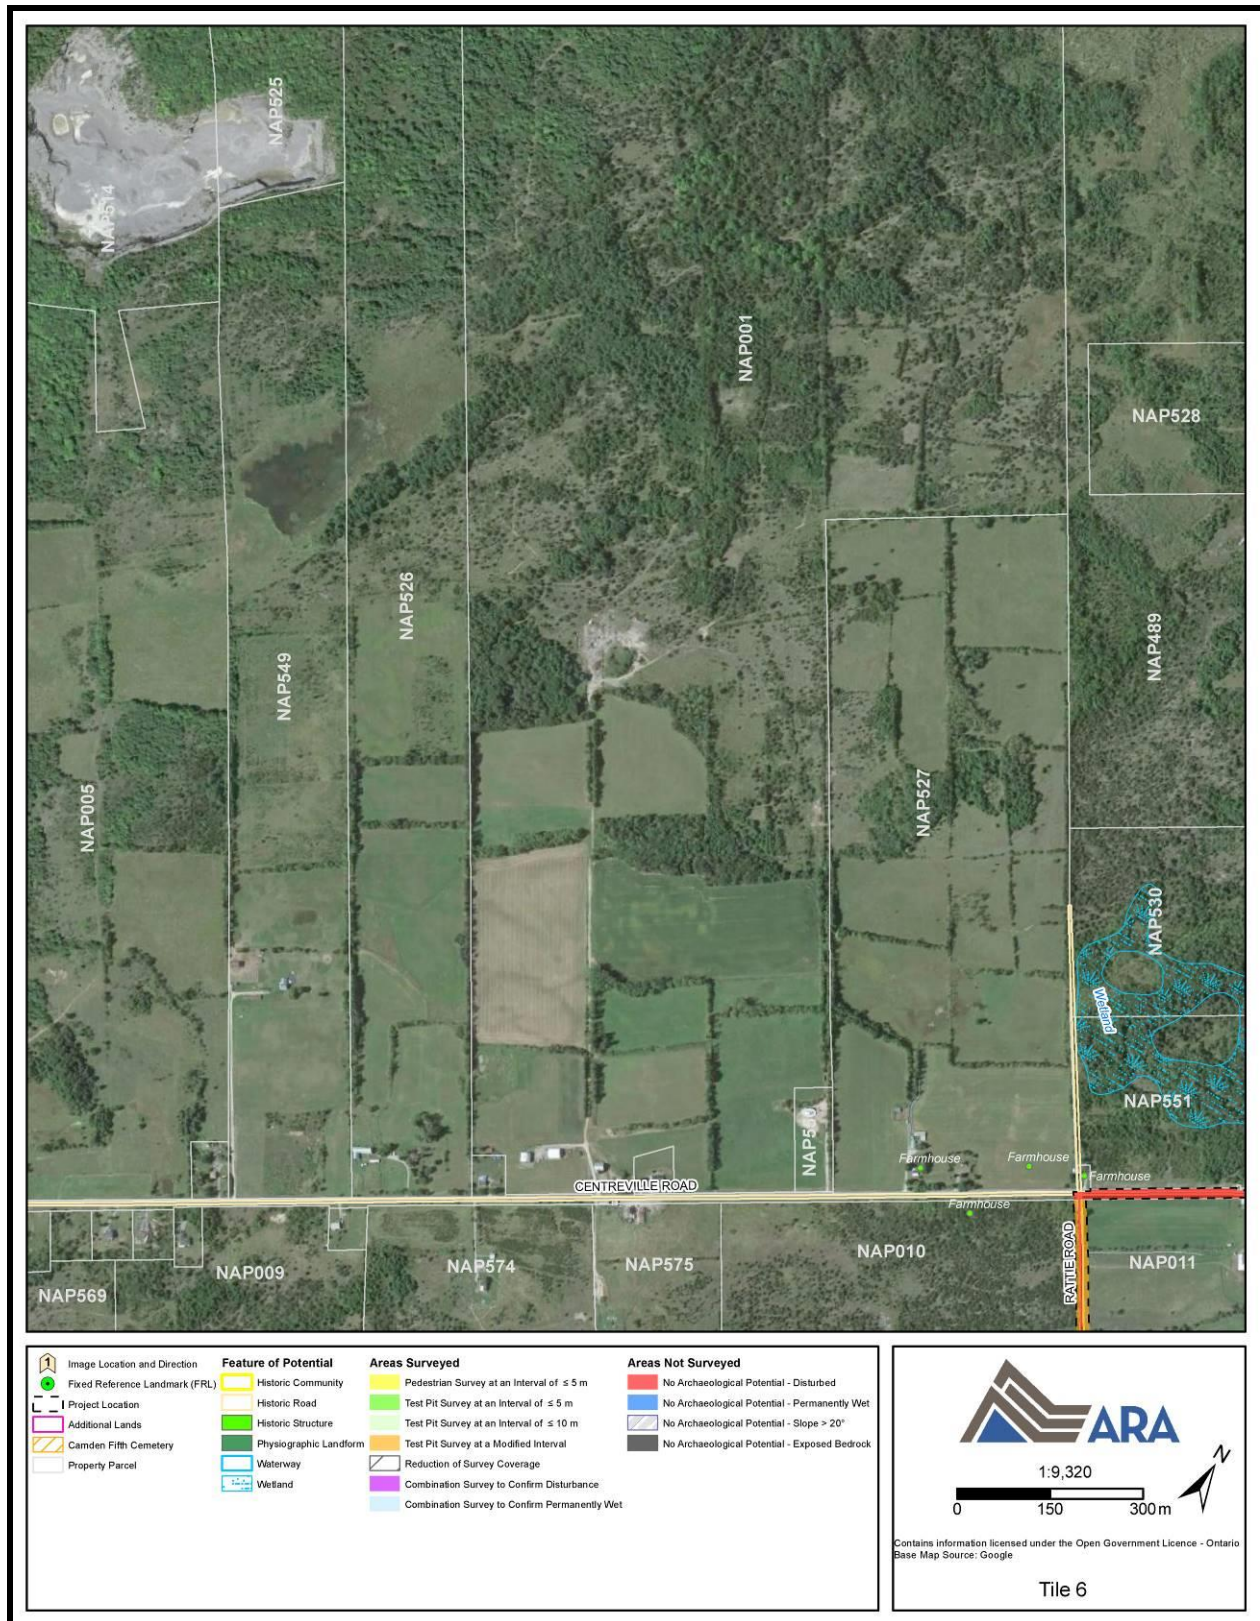 NAP525
NAP514
NAP001
NAP528
NAP526
NAP549
NAP489
NAP005
NAP527
NAP530
Wetland
NAP551
Farmhouse
Farmhouse
Farmhouse
CENTREVILLE ROAD
Farmhouse
RATTIE ROAD
NAP010
NAP011
NAP574
NAP575
NAP009
NAP569
1 Image Location and Direction
Fixed Reference Landmark (FRL)
Project Location
Additional Lands
Camden Fifth Cemetery
Property Parcel
Feature of Potential
Historic Community
Historic Road
Historic Structure
Physiographic Landform
Waterway
Wetland
Areas Surveyed
Pedestrian Survey at an Interval of ≤ 5 m
Test Pit Survey at an Interval of ≤ 5 m
Test Pit Survey at an Interval of ≤ 10 m
Test Pit Survey at a Modified Interval
Reduction of Survey Coverage
Combination Survey to Confirm Disturbance
Combination Survey to Confirm Permanently Wet
Areas Not Surveyed
No Archaeological Potential - Disturbed
No Archaeological Potential - Permanently Wet
No Archaeological Potential - Slope > 20°
No Archaeological Potential - Exposed Bedrock
ARA
N
1:9,320
0 150 300 m
Contains information licensed under the Open Government Licence - Ontario
Base Map Source: Google
Tile 6